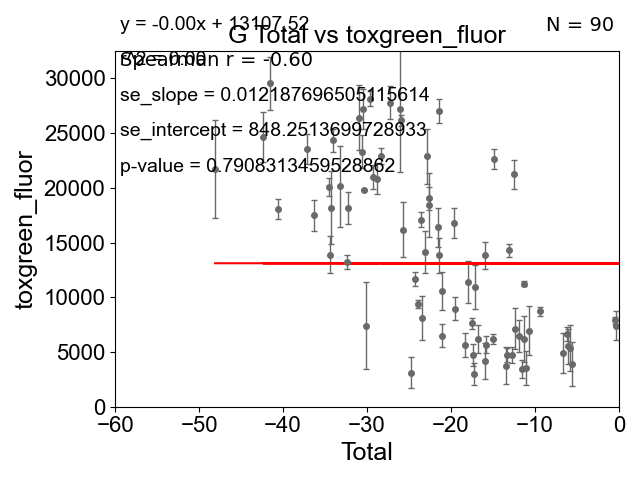 y = -0.00x + 13107.52
N = 90
G Total vs toxgreen_fluor
Spearman r = -0.60
se_slope = 0.012187696505115614
se_intercept = 848.2513699728933
p-value = 0.7908313459528862
30000
25000
20000
15000
10000
5000
0
toxgreen_fluor
−60 −50 −40 −30 −20 −10 0
Total